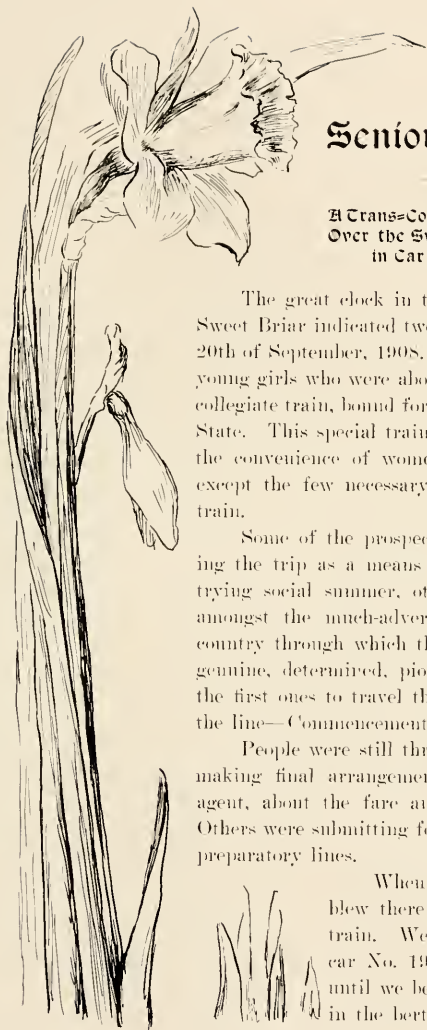 Senior
A Trans=Co
Over the Sw
in Car
The great clock in t
Sweet Briar indicated tw
20th of September, 1908.
young girls who were abo
collegiate train, bound for
State. This special train
the convenience of wome
except the few necessary
train.
Some of the prospec
ing the trip as a means
trying social summer, ot
amongst the much-adver
country through which th
genuine, determined, pio
the first ones to travel th
the line—Commencement
People were still thr
making final arrangemen
agent, about the fare an
Others were submitting fo
preparatory lines.
When
blew there
train. We
car No. 19
until we be
in the bert